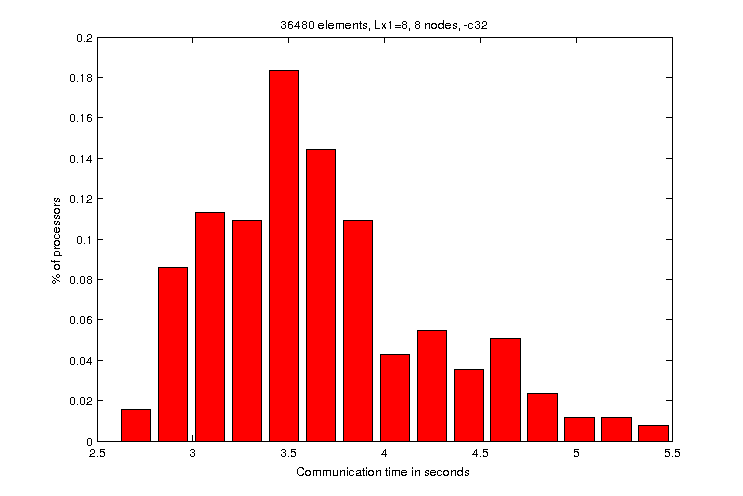 36480 elements, Lx1=8, 8 nodes, -c32
0.2
0.18
0.16
0.14
0.12
0.1
0.08
0.06
0.04
0.02
0
% of processors
2.5 3 3.5 4 4.5 5 5.5
Communication time in seconds